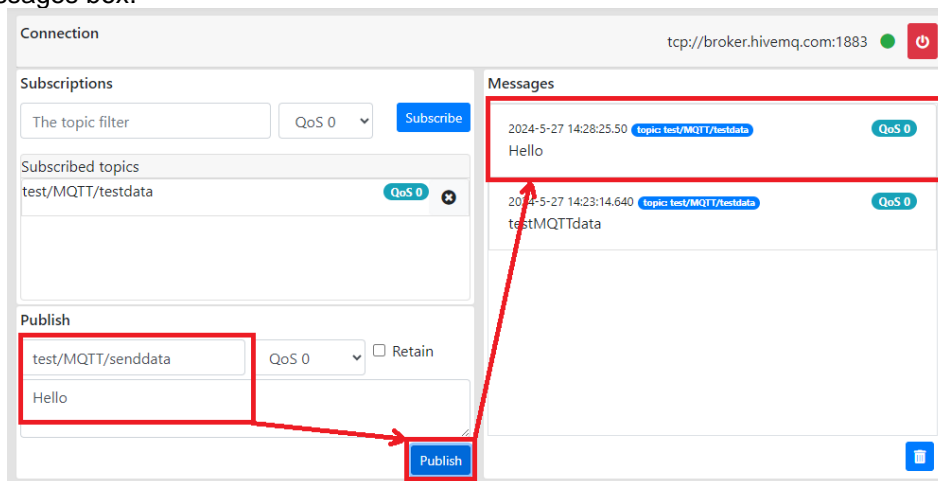 ssages box.
Connection
tcp://broker.hivemq.com:1883
Subscriptions
The topic filter
QoS 0
Subscribe
Subscribed topics
test/MQTT/testdata
QoS 0
Publish
test/MQTT/senddata
QoS 0
Retain
Hello
Publish
Messages
2024-5-27 14:28:25.50 topic: test/MQTT/testdata QoS 0
Hello
2024-5-27 14:23:14.640 topic: test/MQTT/testdata QoS 0
testMQTTdata